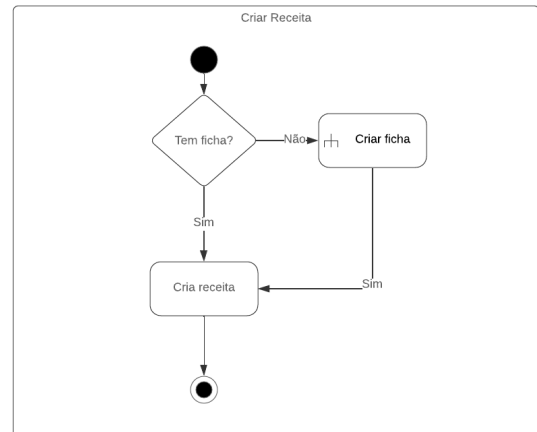 Criar Receita
Tem ficha?
Não
Criar ficha
Sim
Cria receita
Sim